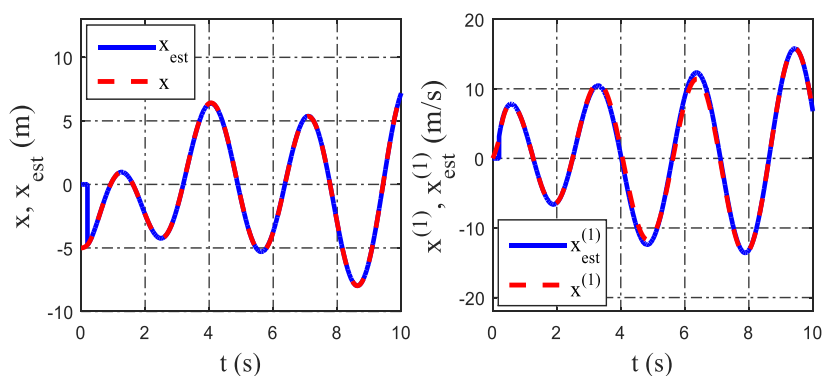 x, x_est (m)
10
5
0
-5
-10
x_est
x
0 2 4 6 8 10
t (s)
x^(1), x_est^(1) (m/s)
20
10
0
-10
-20
x_est^(1)
x^(1)
0 2 4 6 8 10
t (s)